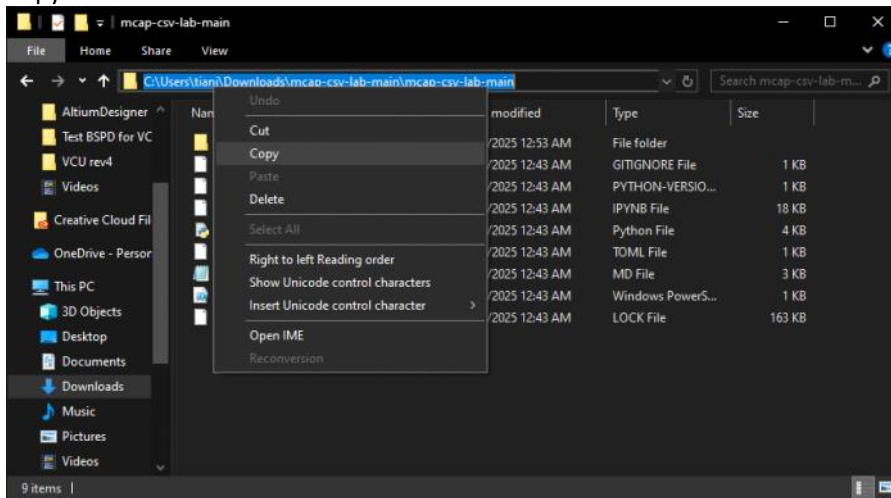 mcap-csv-lab-main
File Home Share View
C:\Users\tiani\Downloads\mcap-csv-lab-main\mcap-csv-lab-main
Search mcap-csv-lab-m...
AltiumDesigner
Test BSPD for VC
VCU rev4
Videos
Creative Cloud Fil
OneDrive - Person
This PC
3D Objects
Desktop
Documents
Downloads
Music
Pictures
Videos
Undo
Cut
Copy
Paste
Delete
Select All
Right to left Reading order
Show Unicode control characters
Insert Unicode control character
Open IME
Reconversion
Nam modified Type Size
/2025 12:53 AM File folder
/2025 12:43 AM GITIGNORE File 1 KB
/2025 12:43 AM PYTHON-VERSIO... 1 KB
/2025 12:43 AM IPYNB File 18 KB
/2025 12:43 AM Python File 4 KB
/2025 12:43 AM TOML File 1 KB
/2025 12:43 AM MD File 3 KB
/2025 12:43 AM Windows PowerS... 1 KB
/2025 12:43 AM LOCK File 163 KB
9 items